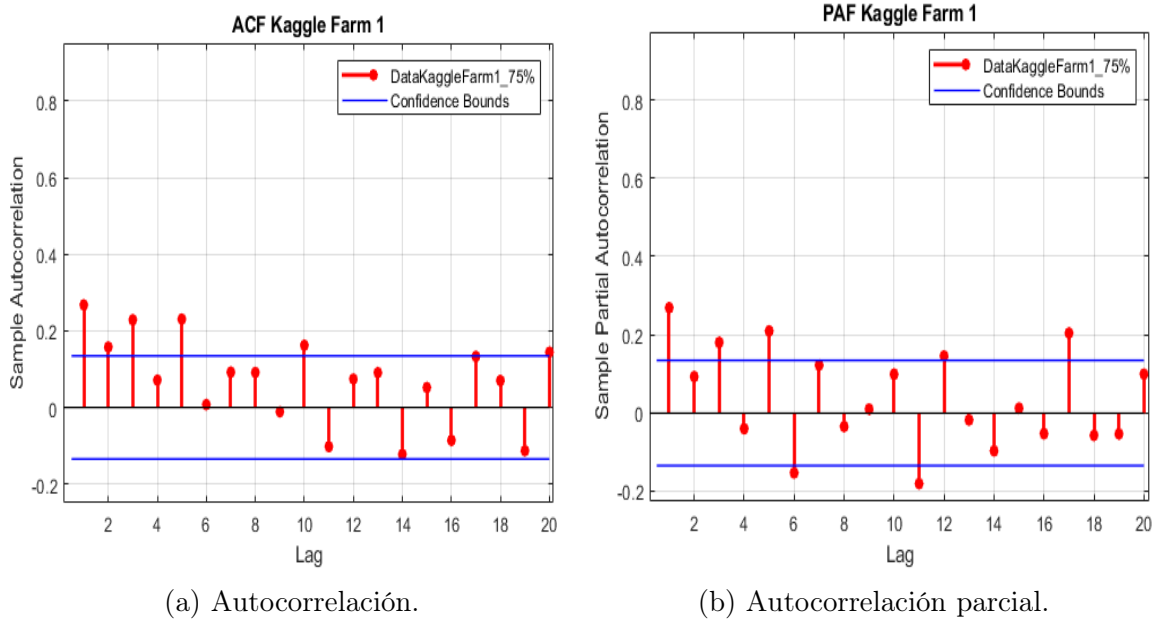 ACF Kaggle Farm 1
DataKaggleFarm1_75%
Confidence Bounds
Sample Autocorrelation
0.8
0.6
0.4
0.2
0
-0.2
2 4 6 8 10 12 14 16 18 20
Lag
(a) Autocorrelación.
PAF Kaggle Farm 1
DataKaggleFarm1_75%
Confidence Bounds
Sample Partial Autocorrelation
0.8
0.6
0.4
0.2
0
-0.2
2 4 6 8 10 12 14 16 18 20
Lag
(b) Autocorrelación parcial.